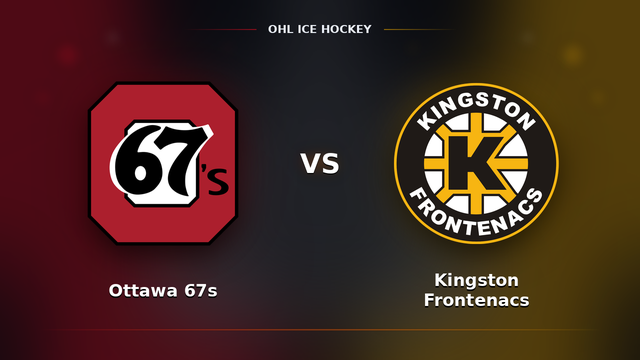 OHL ICE HOCKEY
67's
VS
KINGSTON
K
FRONTENACS
Ottawa 67s
Kingston
Frontenacs